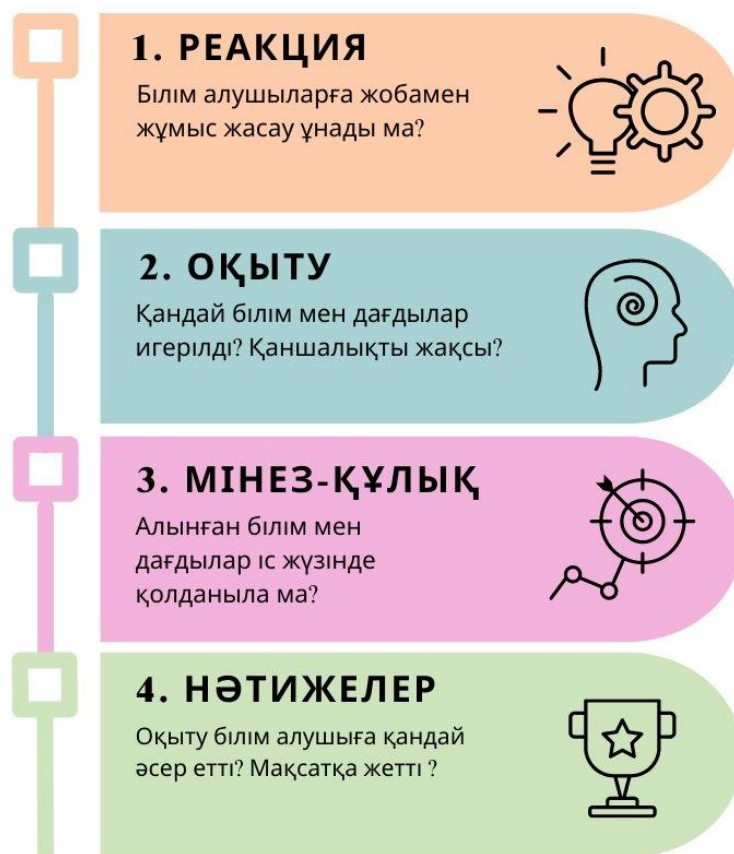 1. РЕАКЦИЯ
Білім алушыларға жобамен
жұмыс жасау ұнады ма?
2. ОҚЫТУ
Қандай білім мен дағдылар
игерілді? Қаншалықты жақсы?
3. МІНЕЗ-ҚҰЛЫҚ
Алынған білім мен
дағдылар іс жүзінде
қолданыла ма?
4. НӘТИЖЕЛЕР
Оқыту білім алушыға қандай
әсер етті? Мақсатқа жетті ?